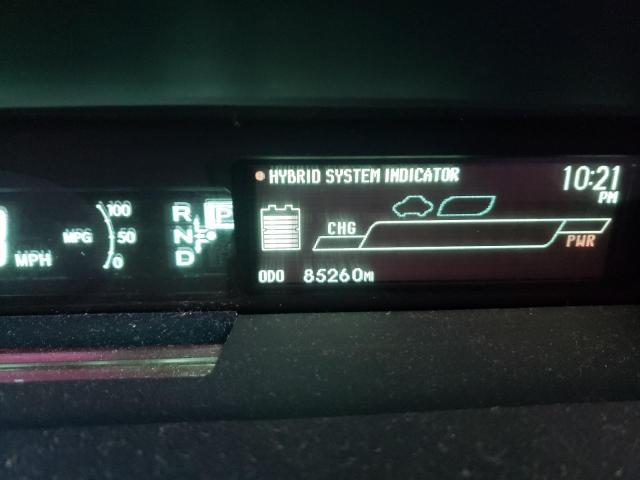 HYBRID SYSTEM INDICATOR
10:21
PM
MPH
MPG
100
50
0
R
P
N
D
CHG
PWR
ODO 85260MI